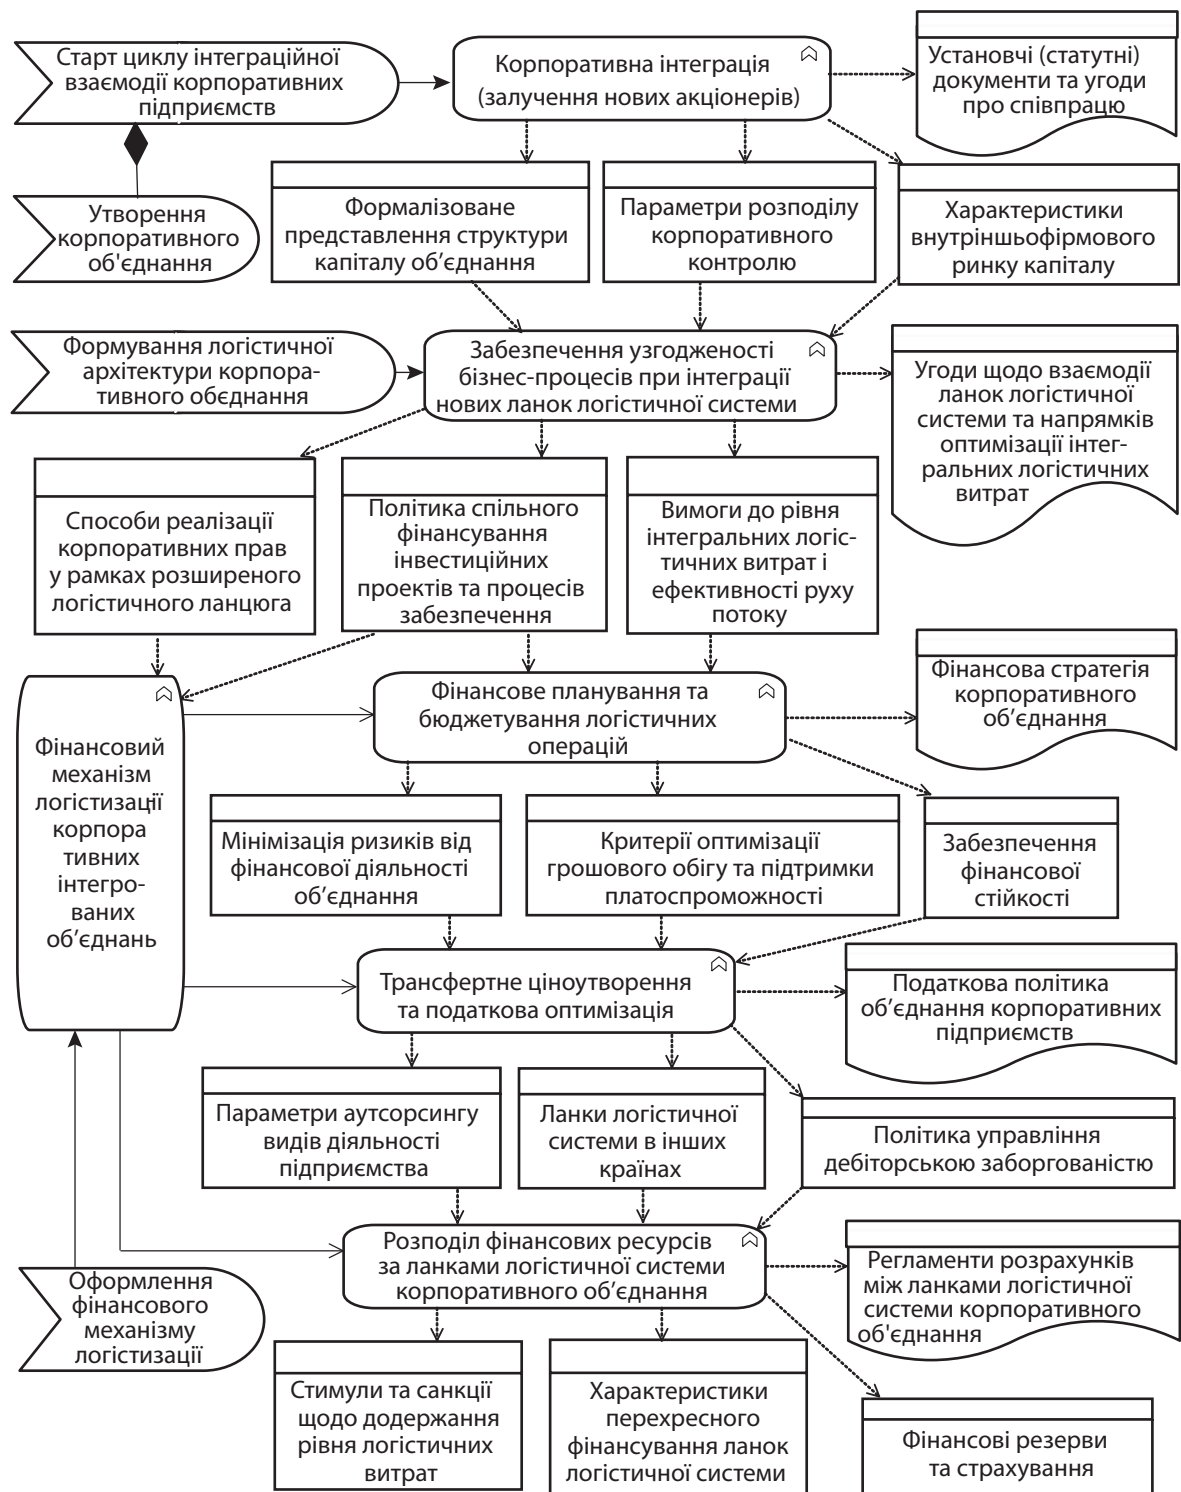 Старт циклу інтеграційної
взаємодії корпоративних
підприємств
Корпоративна інтеграція
(залучення нових акціонерів)
Установчі (статутні)
документи та угоди
про співпрацю
Утворення
корпоративного
об'єднання
Формалізоване
представлення структури
капіталу об’єднання
Параметри розподілу
корпоративного
контролю
Характеристики
внутріншьофірмового
ринку капіталу
Формування логістичної
архітектури корпора-
тивного обєднання
Забезпечення узгодженості
бізнес-процесів при інтеграції
нових ланок логістичної системи
Угоди щодо взаємодії
ланок логістичної
системи та напрямків
оптимізації інтег-
ральних логістичних
витрат
Способи реалізації
корпоративних прав
у рамках розширеного
логістичного ланцюга
Політика спільного
фінансування
інвестиційних
проектів та процесів
забезпечення
Вимоги до рівня
інтегральних логіс-
тичних витрат і
ефективності руху
потоку
Фінансовий
механізм
логістизації
корпора
тивних
інтегро-
ваних
об’єднань
Фінансове планування та
бюджетування логістичних
операцій
Фінансова стратегія
корпоративного
об’єднання
Мінімізація ризиків від
фінансової діяльності
об’єднання
Критерії оптимізації
грошового обігу та підтримки
платоспроможності
Забезпечення
фінансової
стійкості
Трансфертне ціноутворення
та податкова оптимізація
Податкова політика
об’єднання корпоративних
підприємств
Параметри аутсорсингу
видів діяльності
підприємства
Ланки логістичної
системи в інших
країнах
Політика управління
дебіторською заборгованістю
Оформлення
фінансового
механізму
логістизації
Розподіл фінансових ресурсів
за ланками логістичної системи
корпоративного об’єднання
Регламенти розрахунків
між ланками логістичної
системи корпоративного
об'єднання
Стимули та санкції
щодо додержання
рівня логістичних
витрат
Характеристики
перехресного
фінансування ланок
логістичної системи
Фінансові резерви
та страхування